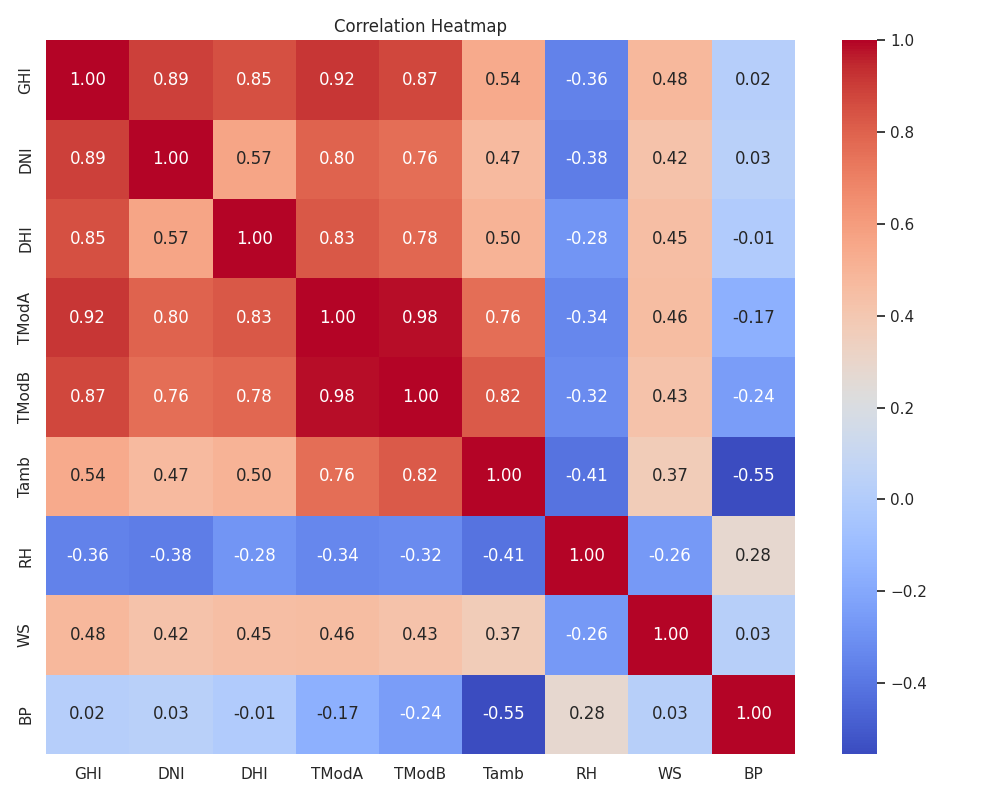 Correlation Heatmap
GHI 1.00 0.89 0.85 0.92 0.87 0.54 -0.36 0.48 0.02
DNI 0.89 1.00 0.57 0.80 0.76 0.47 -0.38 0.42 0.03
DHI 0.85 0.57 1.00 0.83 0.78 0.50 -0.28 0.45 -0.01
TModA 0.92 0.80 0.83 1.00 0.98 0.76 -0.34 0.46 -0.17
TModB 0.87 0.76 0.78 0.98 1.00 0.82 -0.32 0.43 -0.24
Tamb 0.54 0.47 0.50 0.76 0.82 1.00 -0.41 0.37 -0.55
RH -0.36 -0.38 -0.28 -0.34 -0.32 -0.41 1.00 -0.26 0.28
WS 0.48 0.42 0.45 0.46 0.43 0.37 -0.26 1.00 0.03
BP 0.02 0.03 -0.01 -0.17 -0.24 -0.55 0.28 0.03 1.00
GHI DNI DHI TModA TModB Tamb RH WS BP
1.0
0.8
0.6
0.4
0.2
0.0
−0.2
−0.4